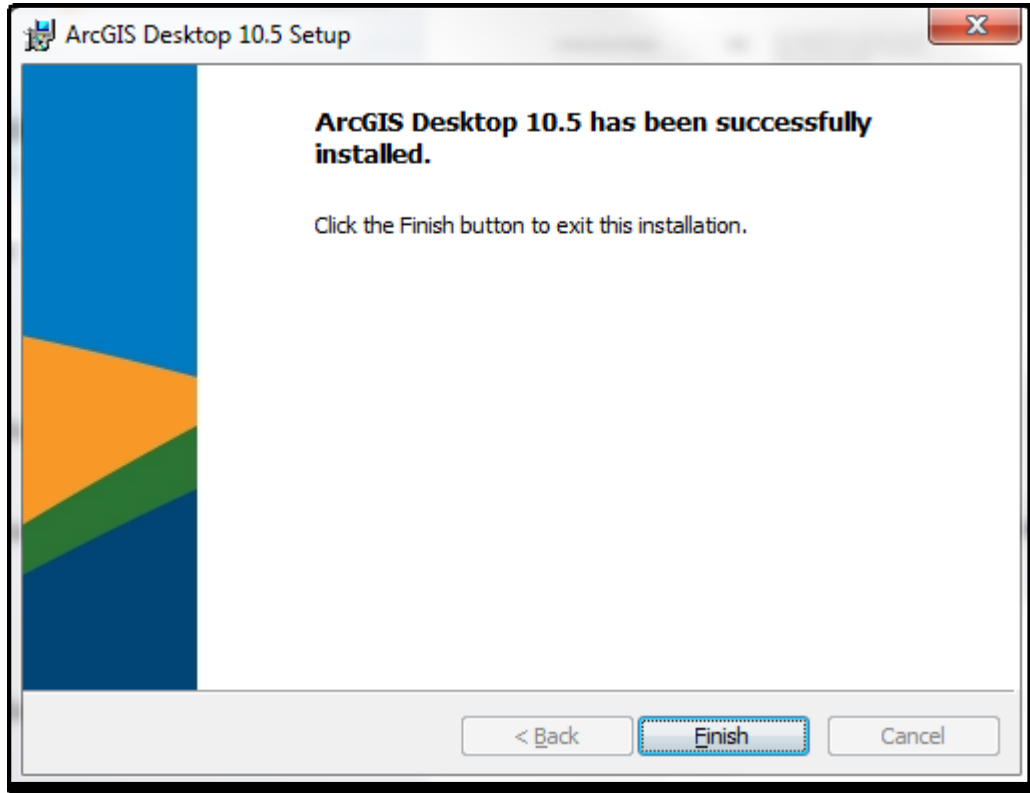 ArcGIS Desktop 10.5 Setup
ArcGIS Desktop 10.5 has been successfully
installed.
Click the Finish button to exit this installation.
< Back
Finish
Cancel